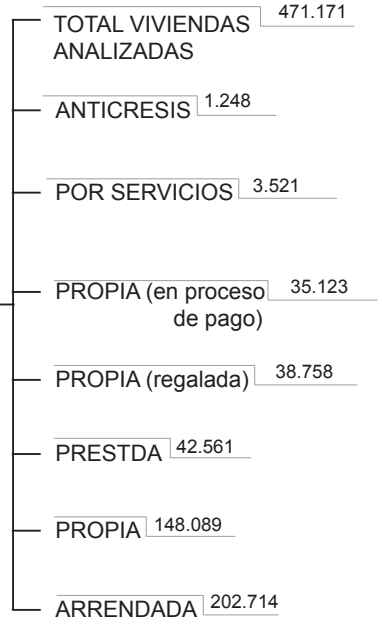 TOTAL VIVIENDAS 471.171
ANALIZADAS
ANTICRESIS 1.248
POR SERVICIOS 3.521
PROPIA (en proceso 35.123
de pago)
PROPIA (regalada) 38.758
PRESTDA 42.561
PROPIA 148.089
ARRENDADA 202.714